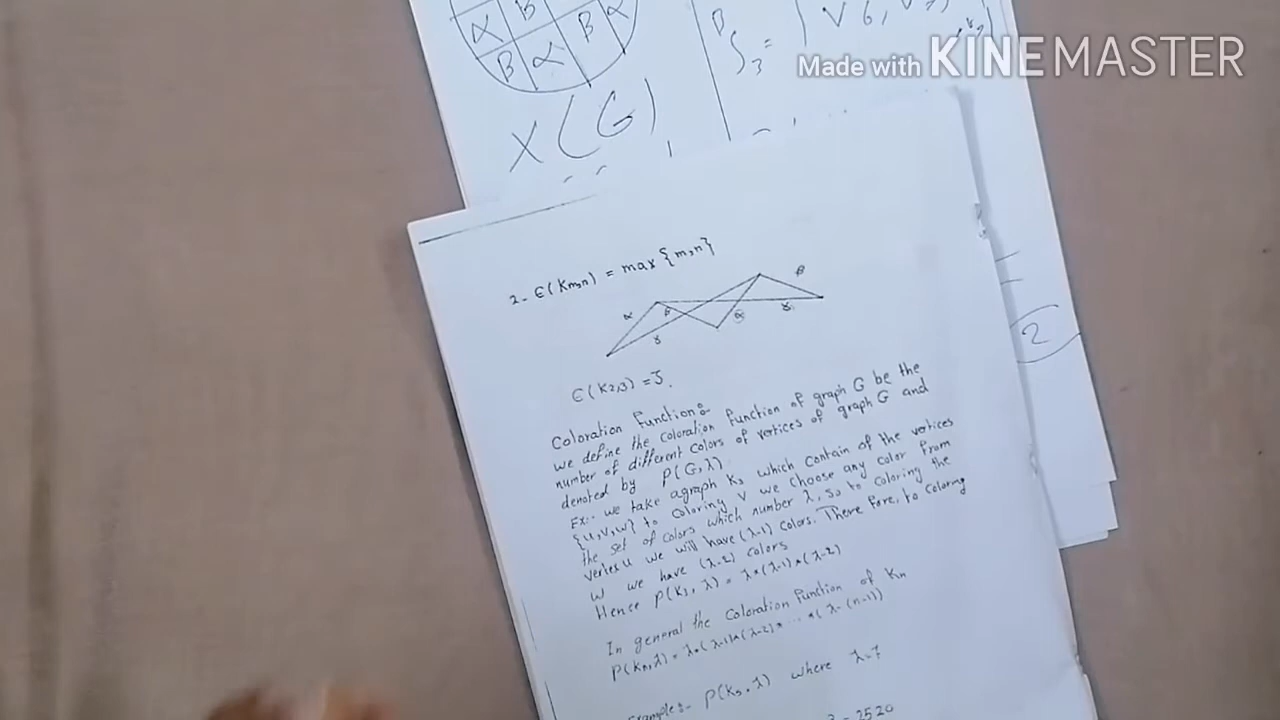 α B
α B α
B α
X(G)
Made with KINEMASTER
2
2- ϵ(Km,n) = max {m,n}
α β γ α γ β
ϵ(K2,3) = 3.
Coloration function:
we define the coloration function of graph G be the
number of different colors of vertices of graph G and
denoted by P(G,λ)
Ex:- we take agraph K3 which contain of the vertices
{u,v,w} to coloring v we choose any color from
the set of colors which number λ, so to coloring the
vertex u we will have (λ-1) colors. There fore, to coloring
w we have (λ-2) colors
Hence P(K3, λ) = λ*(λ-1)*(λ-2)
In general the coloration function of Kn
P(Kn,λ) = λ*(λ-1)*(λ-2)* ... *(λ-(n-1))
Example:- P(K5, λ) where λ=7
= 2520